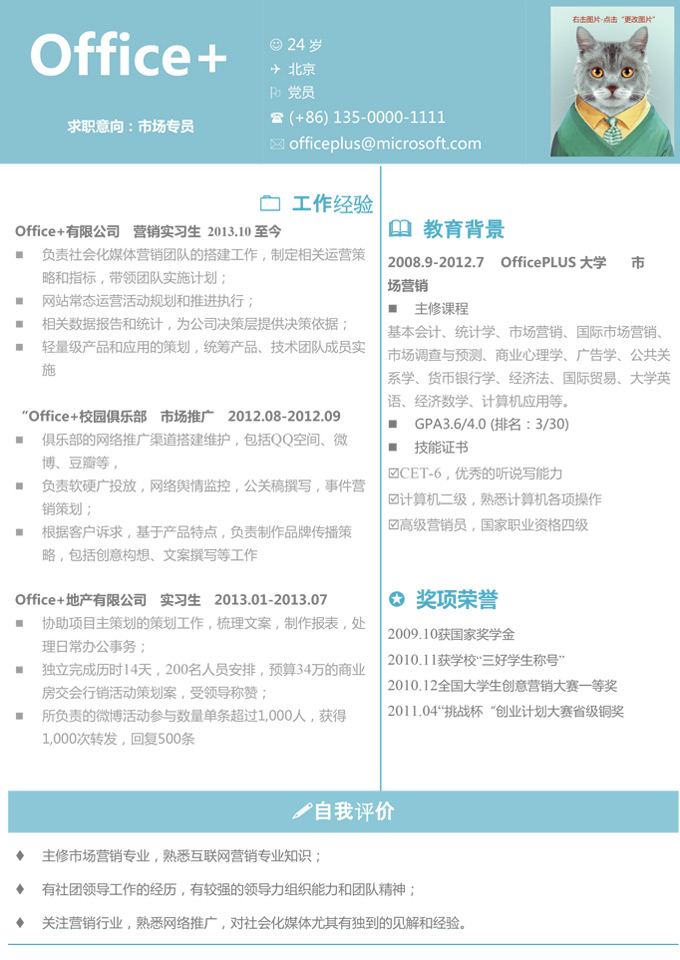 Office+
求职意向：市场专员
24 岁
北京
党员
(+86) 135-0000-1111
officeplus@microsoft.com
右击图片-点击“更改图片”
工作经验
Office+有限公司 营销实习生 2013.10 至今
负责社会化媒体营销团队的搭建工作，制定相关运营策
略和指标，带领团队实施计划；
网站常态运营活动规划和推进执行；
相关数据报告和统计，为公司决策层提供决策依据；
轻量级产品和应用的策划，统筹产品、技术团队成员实
施
“Office+校园俱乐部 市场推广 2012.08-2012.09
俱乐部的网络推广渠道搭建维护，包括QQ空间、微
博、豆瓣等，
负责软硬广投放，网络舆情监控，公关稿撰写，事件营
销策划；
根据客户诉求，基于产品特点，负责制作品牌传播策
略，包括创意构想、文案撰写等工作
Office+地产有限公司 实习生 2013.01-2013.07
协助项目主策划的策划工作，梳理文案，制作报表，处
理日常办公事务；
独立完成历时14天，200名人员安排，预算34万的商业
房交会行销活动策划案，受领导称赞；
所负责的微博活动参与数量单条超过1,000人，获得
1,000次转发，回复500条
教育背景
2008.9-2012.7 OfficePLUS 大学 市
场营销
主修课程
基本会计、统计学、市场营销、国际市场营销、
市场调查与预测、商业心理学、广告学、公共关
系学、货币银行学、经济法、国际贸易、大学英
语、经济数学、计算机应用等。
GPA3.6/4.0 (排名：3/30)
技能证书
☑CET-6，优秀的听说写能力
☑计算机二级，熟悉计算机各项操作
☑高级营销员，国家职业资格四级
奖项荣誉
2009.10获国家奖学金
2010.11获学校“三好学生称号”
2010.12全国大学生创意营销大赛一等奖
2011.04“挑战杯 "创业计划大赛省级铜奖
自我评价
主修市场营销专业，熟悉互联网营销专业知识；
有社团领导工作的经历，有较强的领导力组织能力和团队精神；
关注营销行业，熟悉网络推广，对社会化媒体尤其有独到的见解和经验。